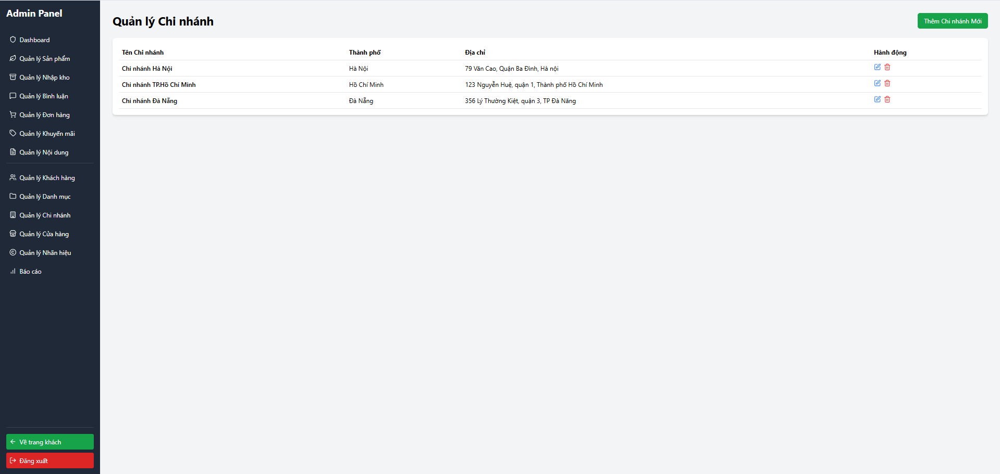 Admin Panel
Dashboard
Quản lý Sản phẩm
Quản lý Nhập kho
Quản lý Bình luận
Quản lý Đơn hàng
Quản lý Khuyến mãi
Quản lý Nội dung
Quản lý Khách hàng
Quản lý Danh mục
Quản lý Chi nhánh
Quản lý Cửa hàng
Quản lý Nhãn hiệu
Báo cáo
Về trang khách
Đăng xuất
Quản lý Chi nhánh
Thêm Chi nhánh Mới
Tên Chi nhánh Thành phố Địa chỉ Hành động
Chi nhánh Hà Nội Hà Nội 79 Văn Cao, Quận Ba Đình, Hà nội
Chi nhánh TP.Hồ Chí Minh Hồ Chí Minh 123 Nguyễn Huệ, quận 1, Thành phố Hồ Chí Minh
Chi nhánh Đà Nẵng Đà Nẵng 356 Lý Thường Kiệt, quận 3, TP Đà Năng